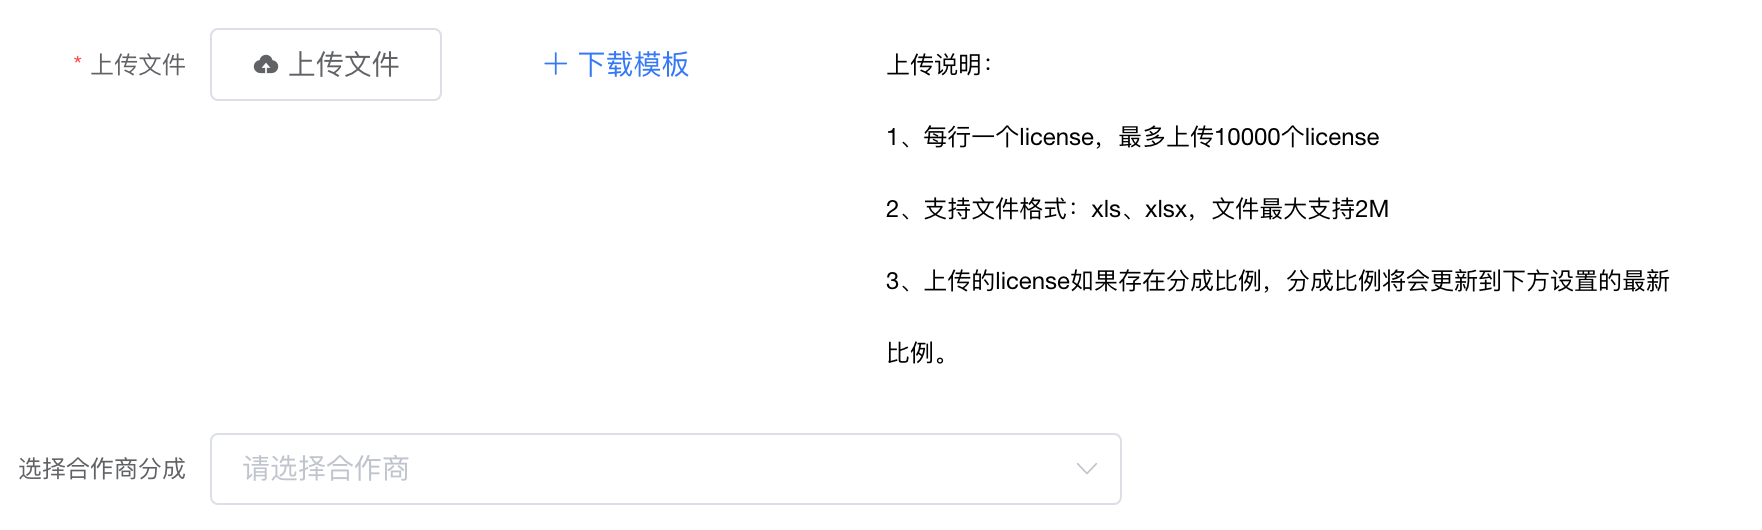 * 上传文件
上传文件
下载模板
上传说明：
1、每行一个license，最多上传10000个license
2、支持文件格式：xls、xlsx，文件最大支持2M
3、上传的license如果存在分成比例，分成比例将会更新到下方设置的最新
比例。
选择合作商分成
请选择合作商